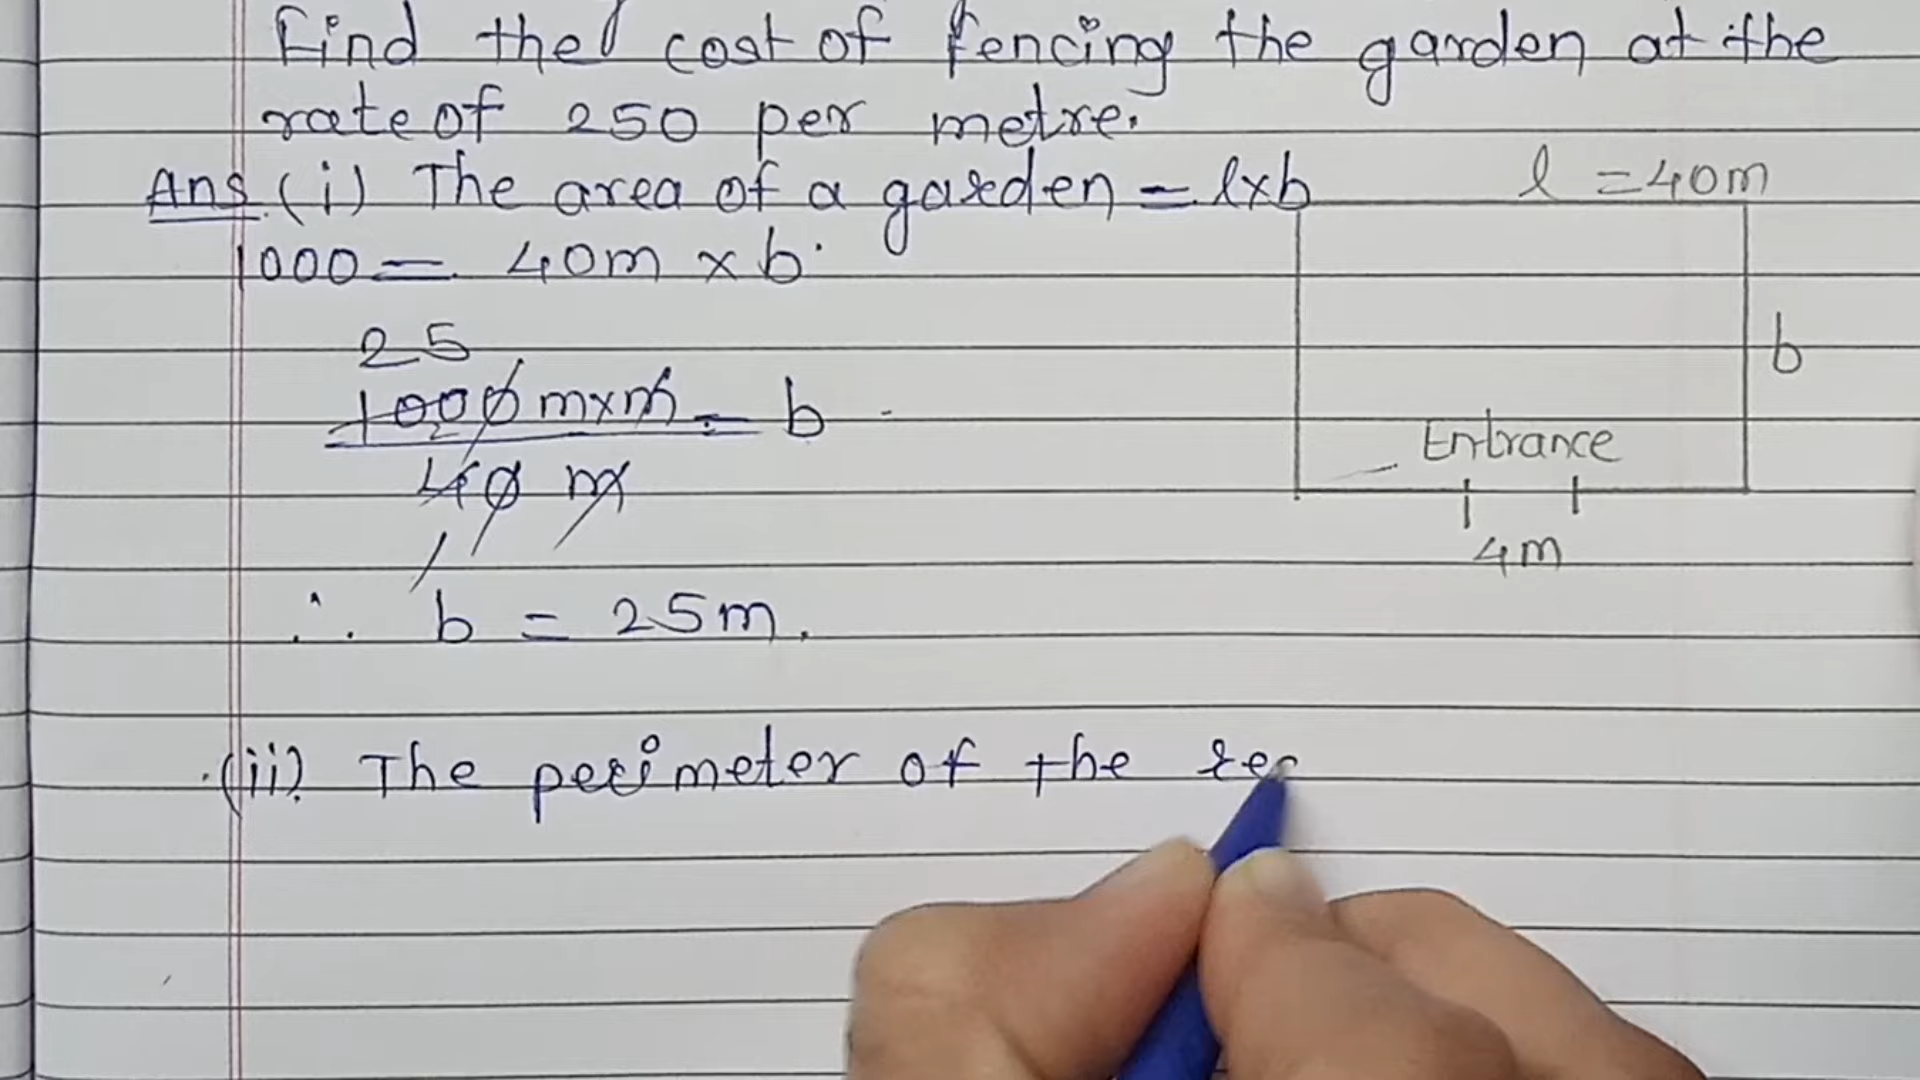 Find the cost of fencing the garden at the
rate of 250 per metre.
Ans. (i) The area of a garden = l×b
l = 40m
1000 = 40m × b.
25
1000 m×m = b
40 m
b
Entrance
4m
∴ b = 25m.
(ii). The perimeter of the rec